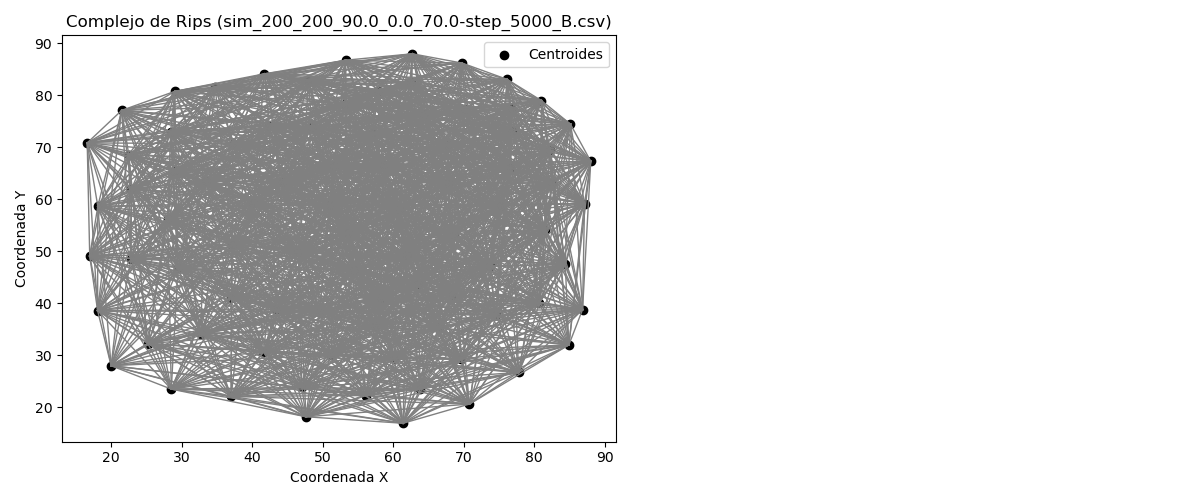 Complejo de Rips (sim_200_200_90.0_0.0_70.0-step_5000_B.csv)
Centroides
90
80
70
60
50
40
30
20
Coordenada Y
20 30 40 50 60 70 80 90
Coordenada X